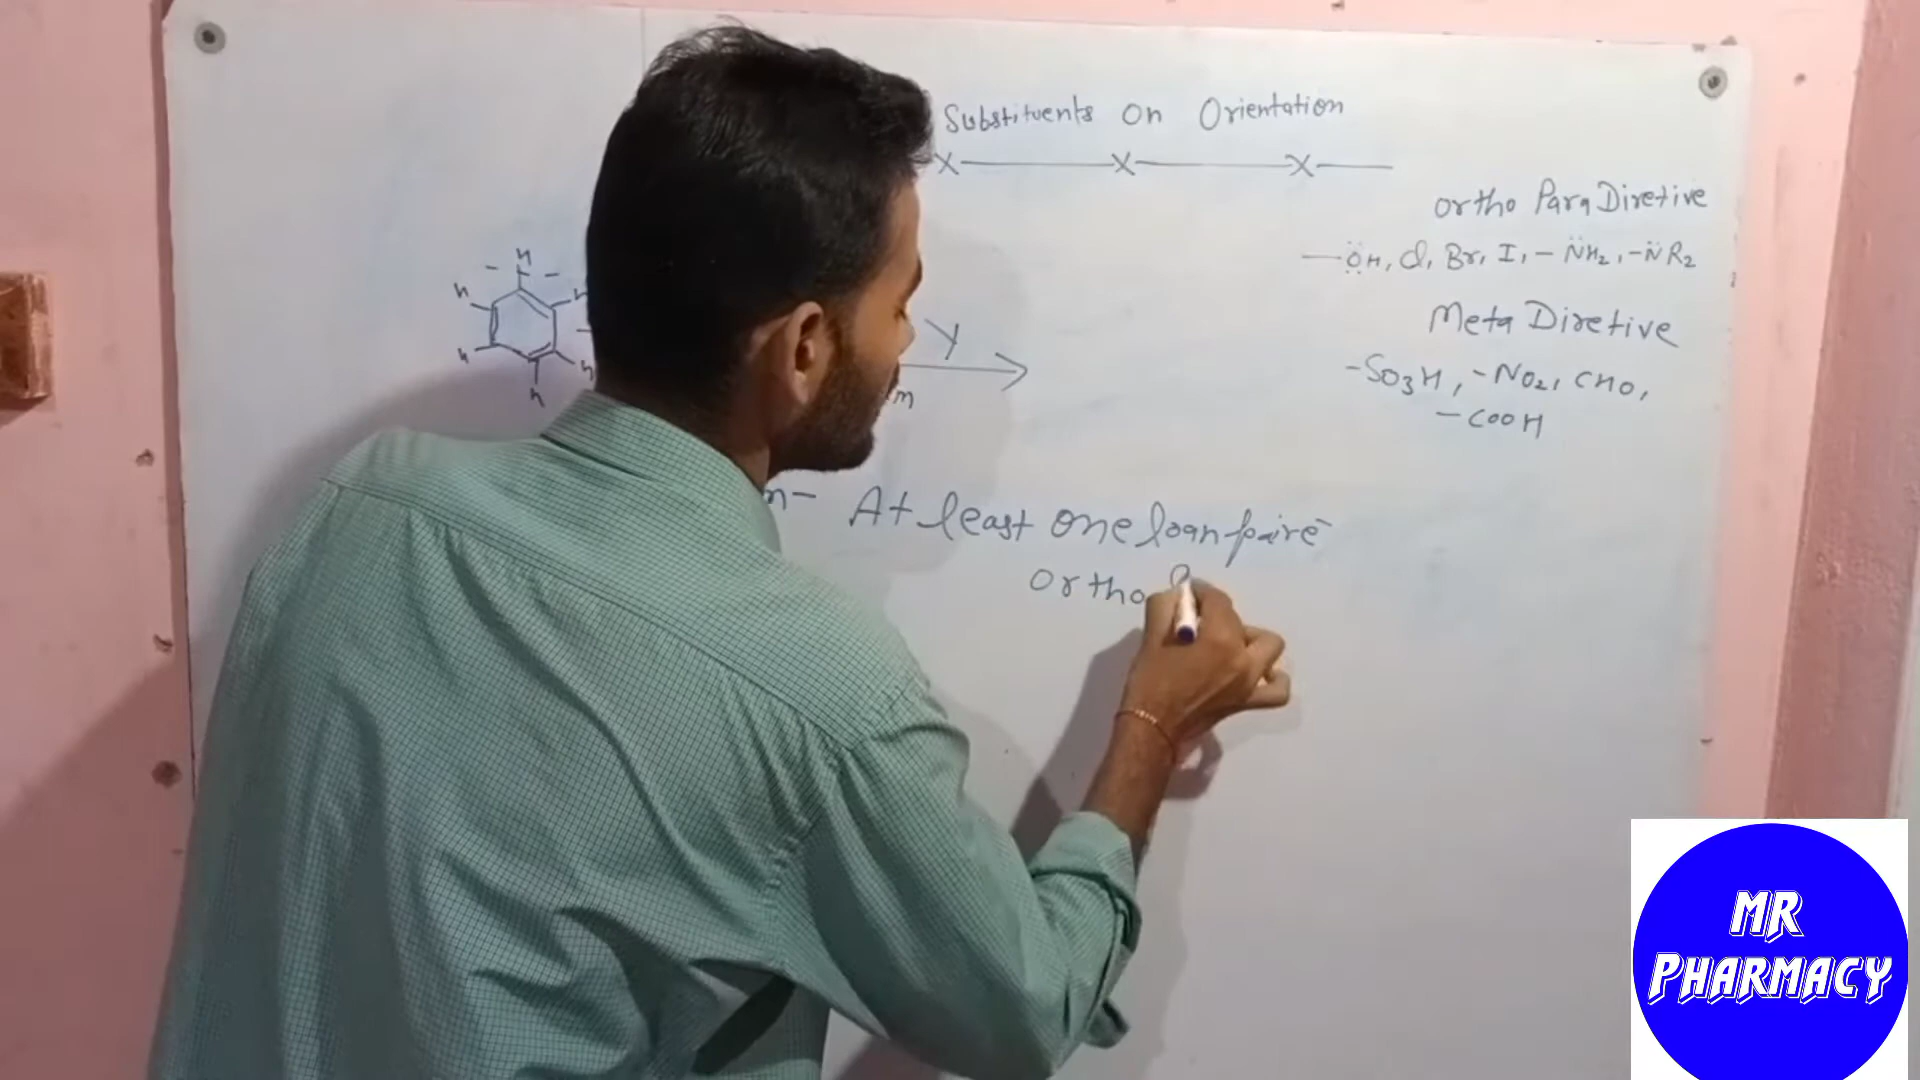 Substituents On Orientation
x x x
Ortho Para Diretive
—ÖH, Cl, Br, I, – N̈H₂, -N̈R₂
Meta Diretive
-SO₃H, -NO₂, CHO,
— COOH
H
H
H
H
H
H
y
m
n- At least one loan paire
Ortho P
MR
PHARMACY